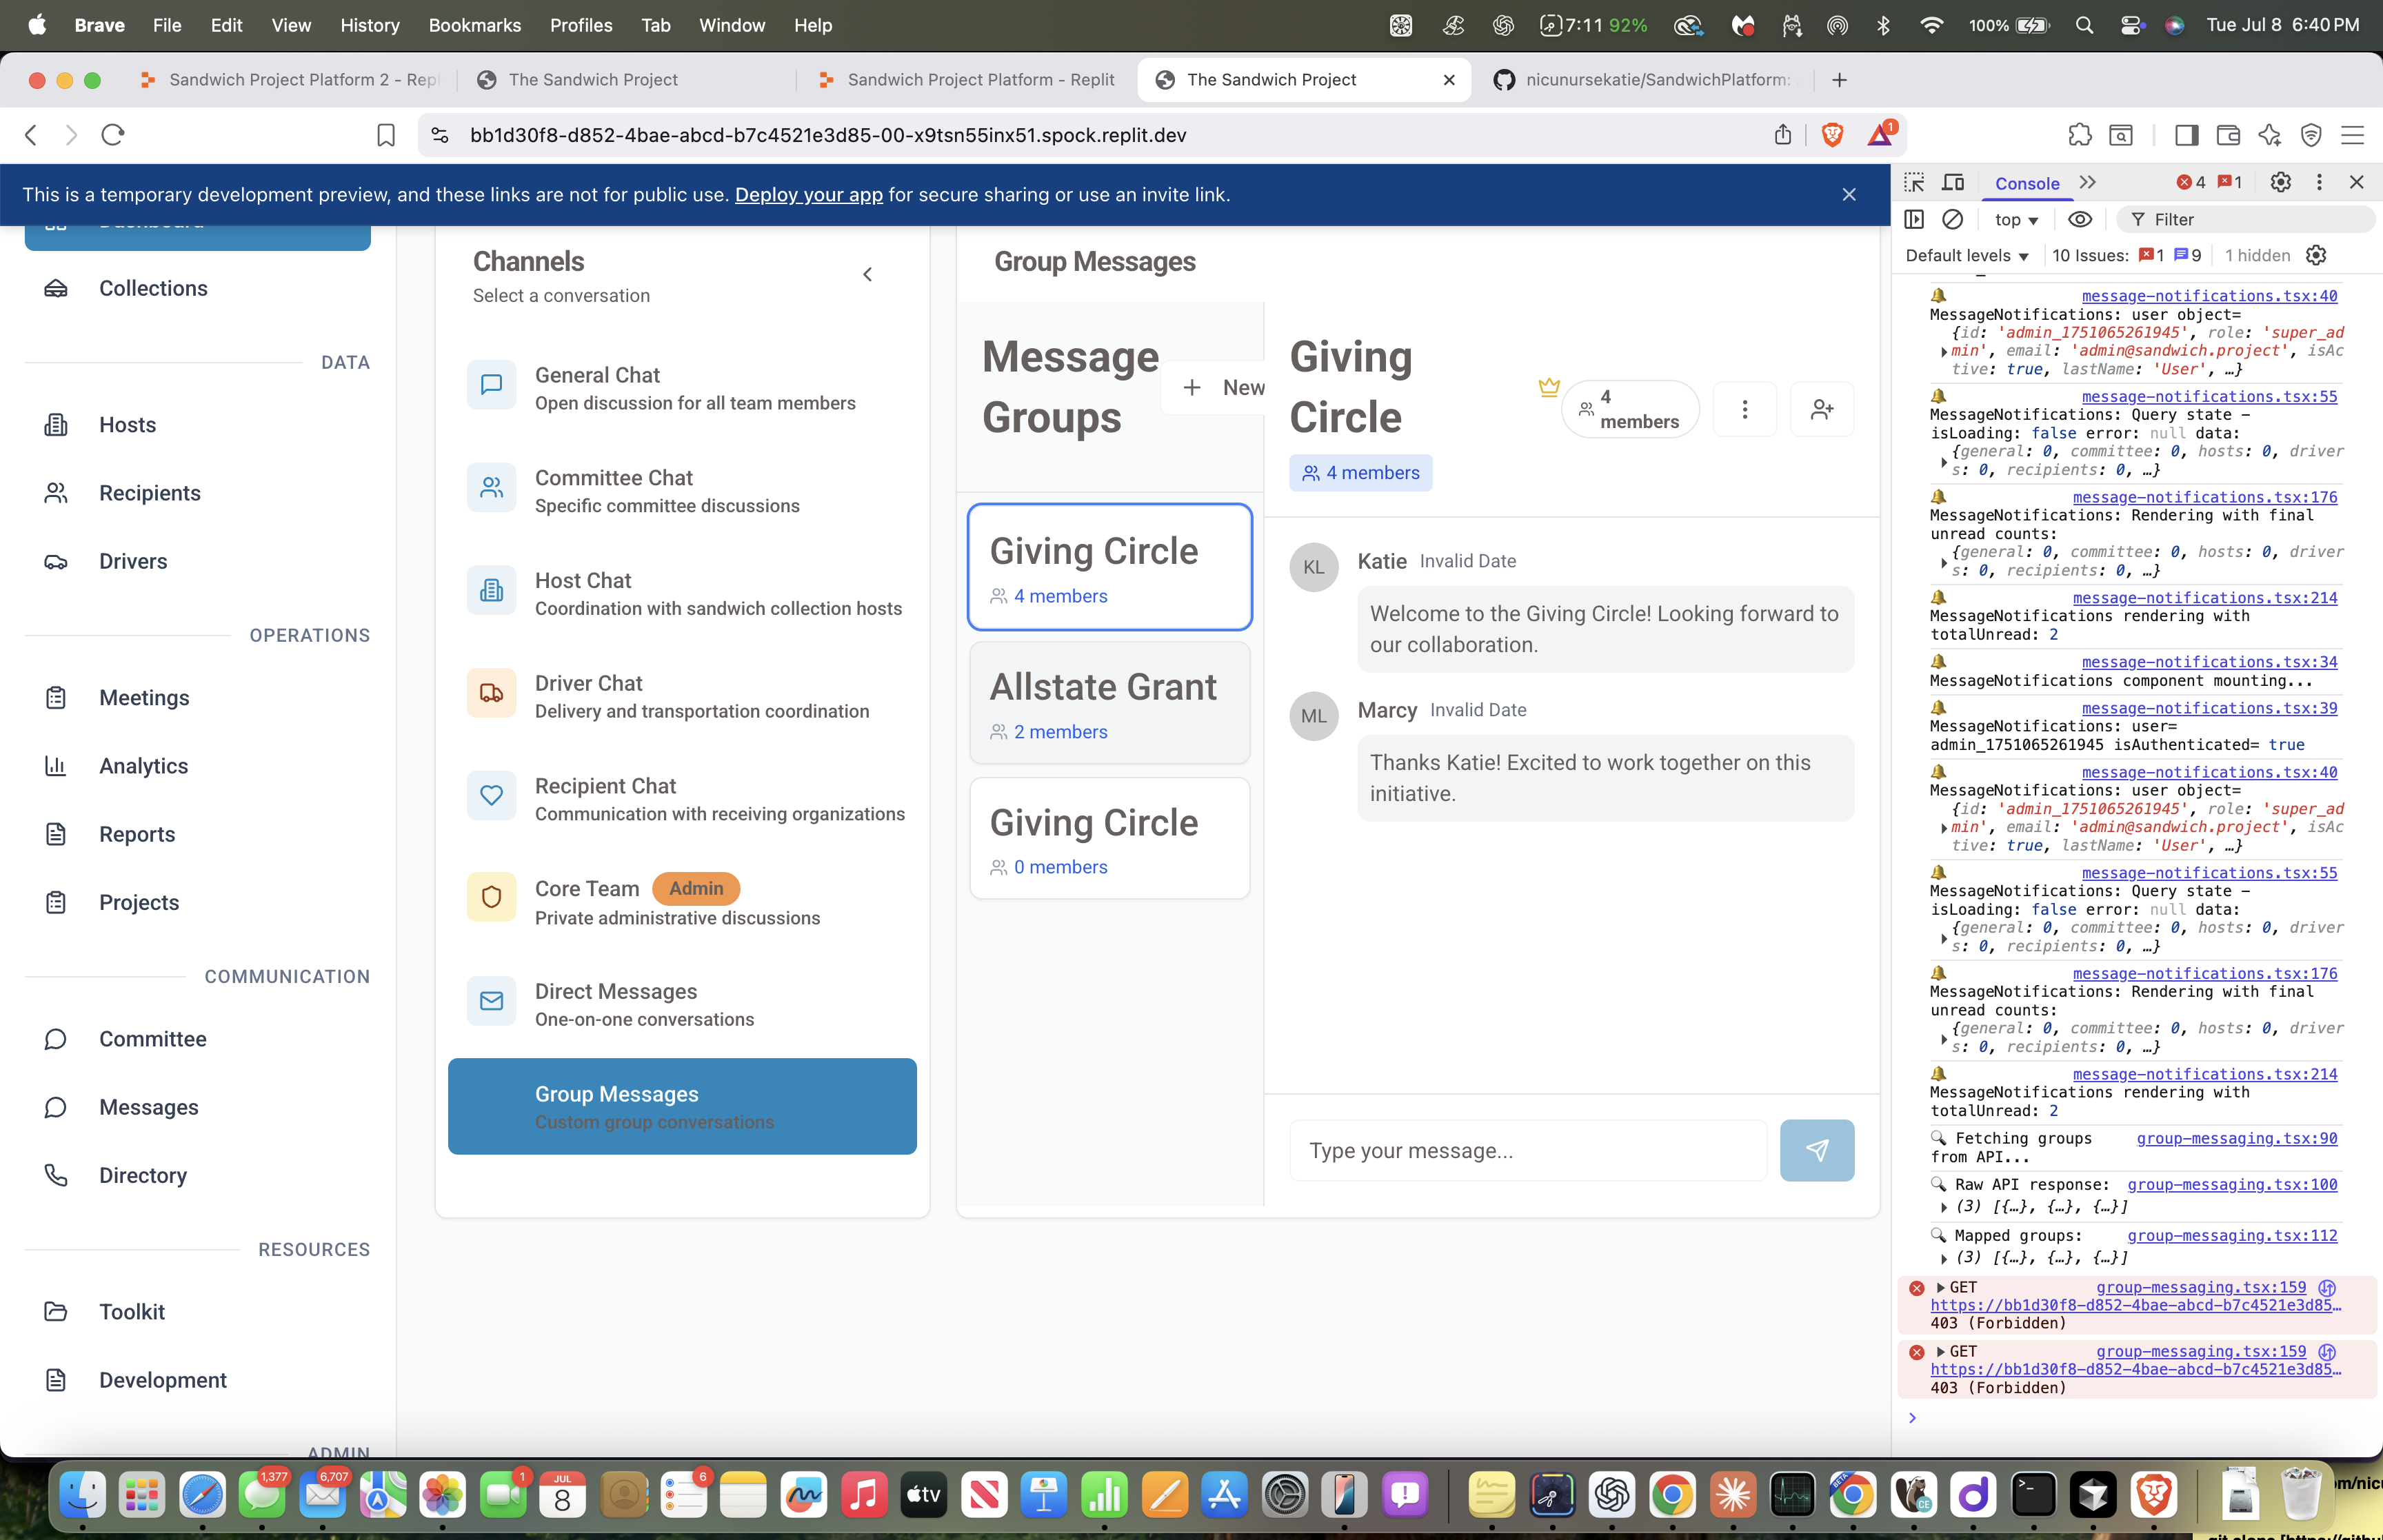 Brave File Edit View History Bookmarks Profiles Tab Window Help 7:11 92% 100% Tue Jul 8 6:40 PM
Sandwich Project Platform 2 - Repl
The Sandwich Project
Sandwich Project Platform - Replit
The Sandwich Project
nicunursekatie/SandwichPlatform:
bb1d30f8-d852-4bae-abcd-b7c4521e3d85-00-x9tsn55inx51.spock.replit.dev
1
This is a temporary development preview, and these links are not for public use. Deploy your app for secure sharing or use an invite link.
Dashboard
Collections
DATA
Hosts
Recipients
Drivers
OPERATIONS
Meetings
Analytics
Reports
Projects
COMMUNICATION
Committee
Messages
Directory
RESOURCES
Toolkit
Development
ADMIN
Channels
Select a conversation
General Chat
Open discussion for all team members
Committee Chat
Specific committee discussions
Host Chat
Coordination with sandwich collection hosts
Driver Chat
Delivery and transportation coordination
Recipient Chat
Communication with receiving organizations
Core Team Admin
Private administrative discussions
Direct Messages
One-on-one conversations
Group Messages
Custom group conversations
Group Messages
Message
Groups
New
Giving Circle
4 members
Allstate Grant
2 members
Giving Circle
0 members
Giving
Circle
4
members
4 members
KL
Katie Invalid Date
Welcome to the Giving Circle! Looking forward to
our collaboration.
ML
Marcy Invalid Date
Thanks Katie! Excited to work together on this
initiative.
Type your message...
Console 4 1
top Filter
Default levels 10 Issues: 1 9 1 hidden
message-notifications.tsx:40
MessageNotifications: user object=
{id: 'admin_1751065261945', role: 'super_ad
min', email: 'admin@sandwich.project', isAc
tive: true, lastName: 'User', …}
message-notifications.tsx:55
MessageNotifications: Query state -
isLoading: false error: null data:
{general: 0, committee: 0, hosts: 0, driver
s: 0, recipients: 0, …}
message-notifications.tsx:176
MessageNotifications: Rendering with final
unread counts:
{general: 0, committee: 0, hosts: 0, driver
s: 0, recipients: 0, …}
message-notifications.tsx:214
MessageNotifications rendering with
totalUnread: 2
message-notifications.tsx:34
MessageNotifications component mounting...
message-notifications.tsx:39
MessageNotifications: user=
admin_1751065261945 isAuthenticated= true
message-notifications.tsx:40
MessageNotifications: user object=
{id: 'admin_1751065261945', role: 'super_ad
min', email: 'admin@sandwich.project', isAc
tive: true, lastName: 'User', …}
message-notifications.tsx:55
MessageNotifications: Query state -
isLoading: false error: null data:
{general: 0, committee: 0, hosts: 0, driver
s: 0, recipients: 0, …}
message-notifications.tsx:176
MessageNotifications: Rendering with final
unread counts:
{general: 0, committee: 0, hosts: 0, driver
s: 0, recipients: 0, …}
message-notifications.tsx:214
MessageNotifications rendering with
totalUnread: 2
Fetching groups group-messaging.tsx:90
from API...
Raw API response: group-messaging.tsx:100
(3) [{…}, {…}, {…}]
Mapped groups: group-messaging.tsx:112
(3) [{…}, {…}, {…}]
GET group-messaging.tsx:159
https://bb1d30f8-d852-4bae-abcd-b7c4521e3d85…
403 (Forbidden)
GET group-messaging.tsx:159
https://bb1d30f8-d852-4bae-abcd-b7c4521e3d85…
403 (Forbidden)
1,377
6,707
1
JUL
8
6
tv
BETA
CE
om/nicu